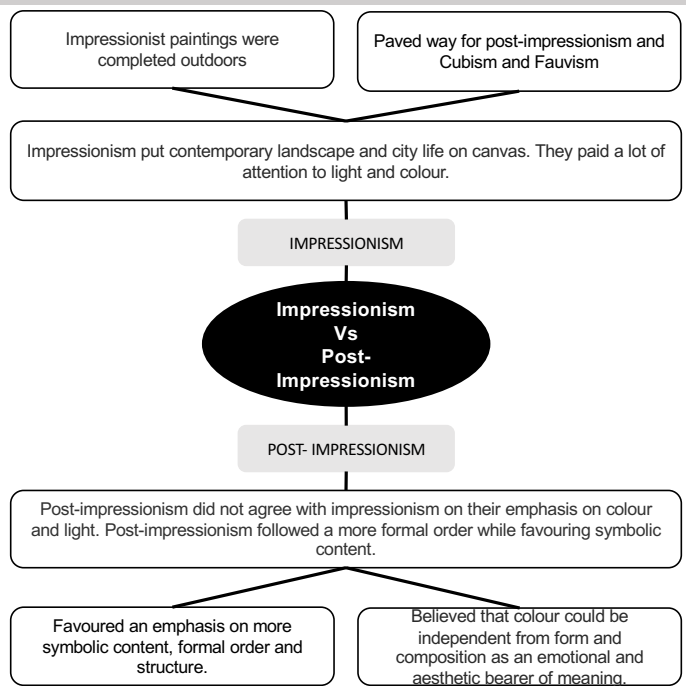 Impressionist paintings were
completed outdoors
Paved way for post-impressionism and
Cubism and Fauvism
Impressionism put contemporary landscape and city life on canvas. They paid a lot of
attention to light and colour.
IMPRESSIONISM
Impressionism
Vs
Post-
Impressionism
POST- IMPRESSIONISM
Post-impressionism did not agree with impressionism on their emphasis on colour
and light. Post-impressionism followed a more formal order while favouring symbolic
content.
Favoured an emphasis on more
symbolic content, formal order and
structure.
Believed that colour could be
independent from form and
composition as an emotional and
aesthetic bearer of meaning.